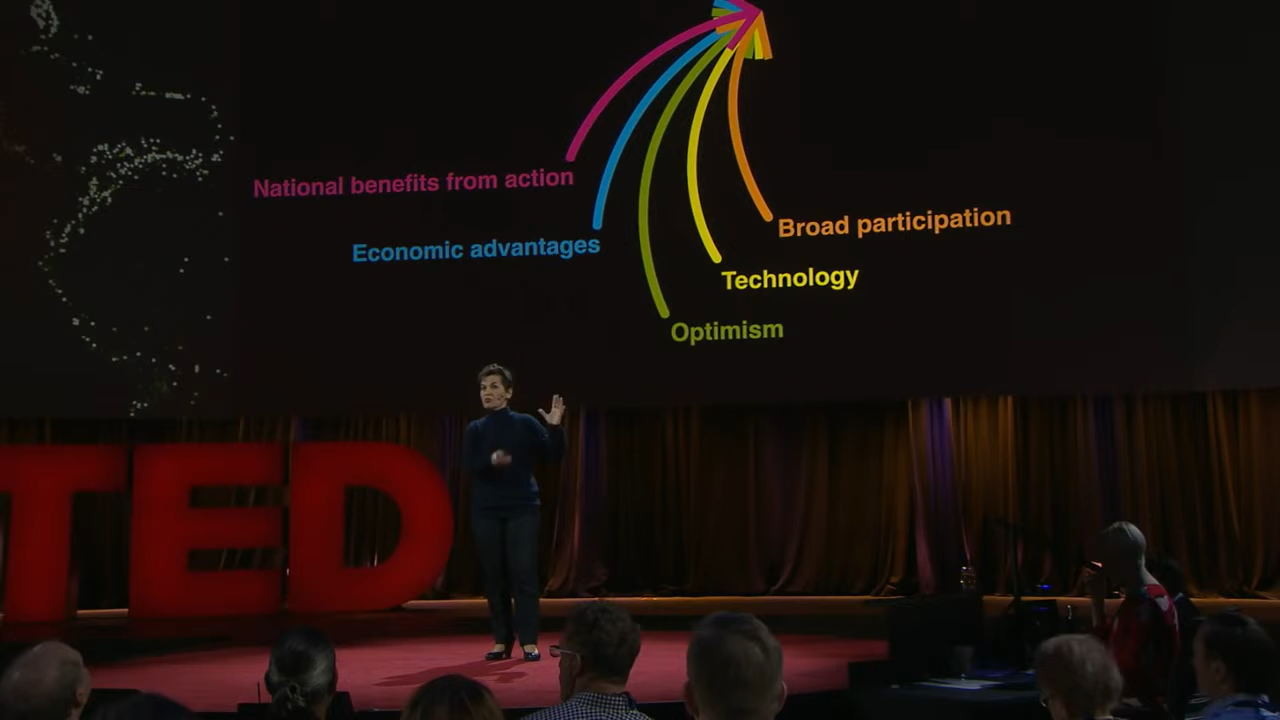 National benefits from action
Economic advantages
Broad participation
Technology
Optimism
TED